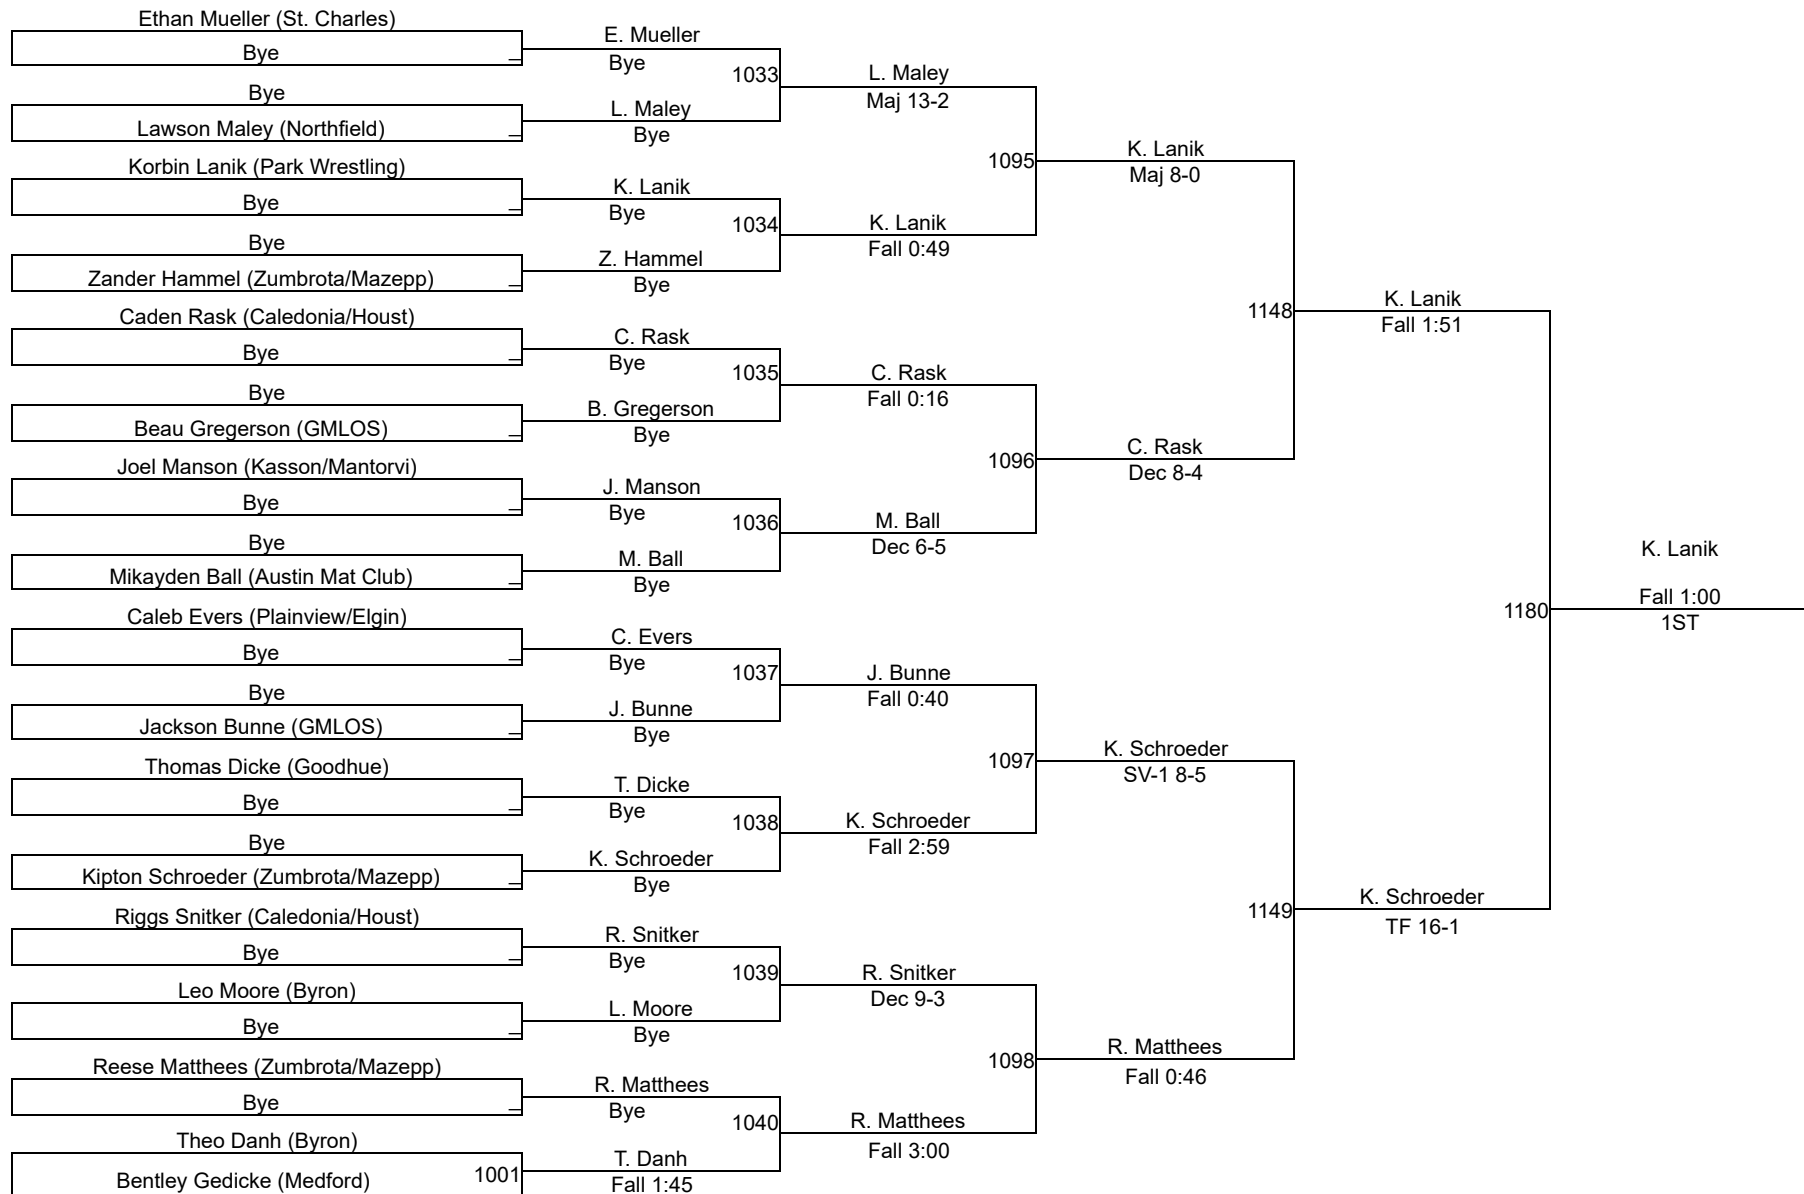 Ethan Mueller (St. Charles)
Bye
Bye
Lawson Maley (Northfield)
Korbin Lanik (Park Wrestling)
Bye
Bye
Zander Hammel (Zumbrota/Mazepp)
Caden Rask (Caledonia/Houst)
Bye
Bye
Beau Gregerson (GMLOS)
Joel Manson (Kasson/Mantorvi)
Bye
Bye
Mikayden Ball (Austin Mat Club)
Caleb Evers (Plainview/Elgin)
Bye
Bye
Jackson Bunne (GMLOS)
Thomas Dicke (Goodhue)
Bye
Bye
Kipton Schroeder (Zumbrota/Mazepp)
Riggs Snitker (Caledonia/Houst)
Bye
Leo Moore (Byron)
Bye
Reese Matthees (Zumbrota/Mazepp)
Bye
Theo Danh (Byron)
Bentley Gedicke (Medford)
1001
E. Mueller
Bye
1033
L. Maley
Bye
K. Lanik
Bye
1034
Z. Hammel
Bye
C. Rask
Bye
1035
B. Gregerson
Bye
J. Manson
Bye
1036
M. Ball
Bye
C. Evers
Bye
1037
J. Bunne
Bye
T. Dicke
Bye
1038
K. Schroeder
Bye
R. Snitker
Bye
1039
L. Moore
Bye
R. Matthees
Bye
1040
T. Danh
Fall 1:45
L. Maley
Maj 13-2
1095
K. Lanik
Fall 0:49
C. Rask
Fall 0:16
1096
M. Ball
Dec 6-5
J. Bunne
Fall 0:40
1097
K. Schroeder
Fall 2:59
R. Snitker
Dec 9-3
1098
R. Matthees
Fall 3:00
K. Lanik
Maj 8-0
1148
C. Rask
Dec 8-4
K. Schroeder
SV-1 8-5
1149
R. Matthees
Fall 0:46
K. Lanik
Fall 1:51
1180
K. Schroeder
TF 16-1
K. Lanik
Fall 1:00
1ST